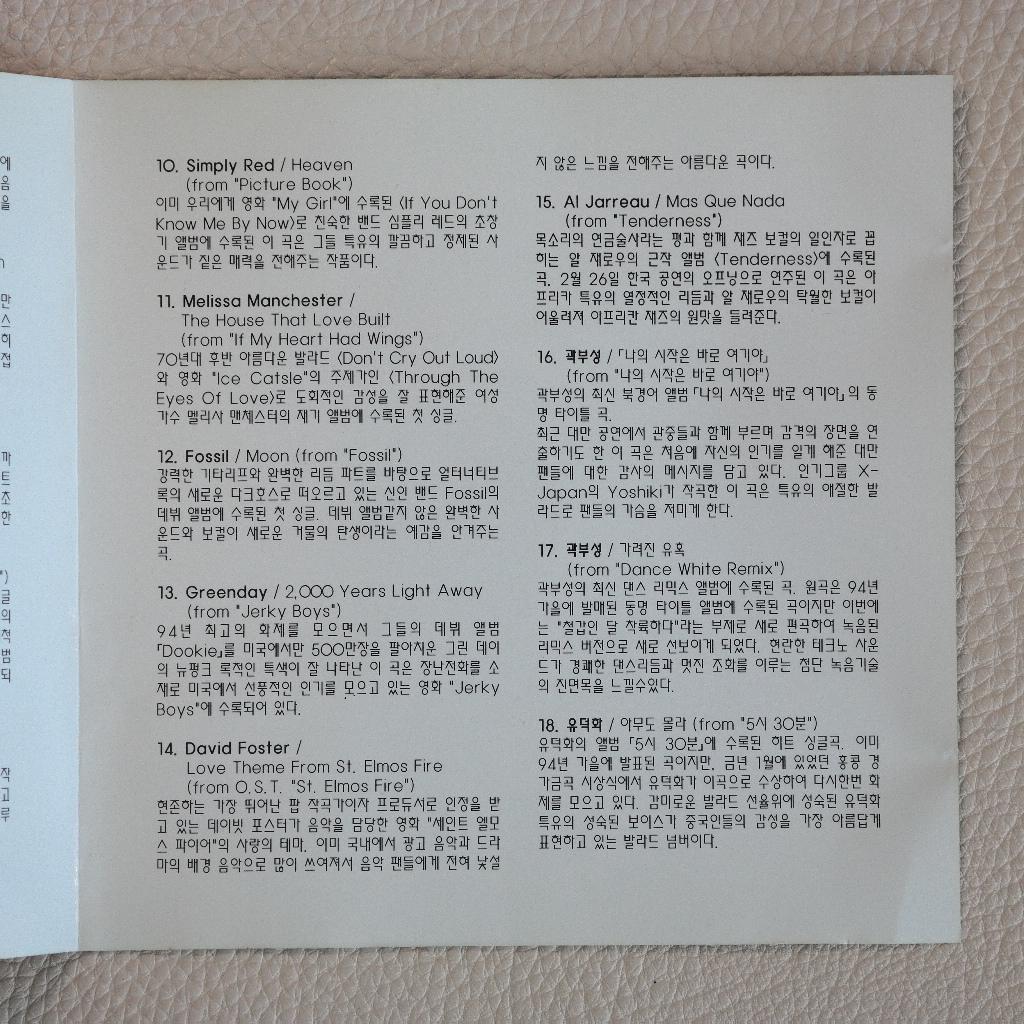 에
음
을
만
스
히
접
까
트
초
한
글
의
척
범
되
작
고
루
10. Simply Red / Heaven
(from "Picture Book")
이미 우리에게 영화 "My Girl"에 수록된 〈If You Don't
Know Me By Now〉로 친숙한 밴드 심플리 레드의 초창
기 앨범에 수록된 이 곡은 그들 특유의 깔끔하고 정제된 사
운드가 짙은 매력을 전해주는 작품이다.
11. Melissa Manchester /
The House That Love Built
(from "If My Heart Had Wings")
70년대 후반 아름다운 발라드 〈Don't Cry Out Loud〉
와 영화 "Ice Catsle"의 주제가인 〈Through The
Eyes Of Love〉로 도회적인 감성을 잘 표현해준 여성
가수 멜리사 맨체스터의 재기 앨범에 수록된 첫 싱글.
12. Fossil / Moon (from "Fossil")
강력한 기타리프와 완벽한 리듬 파트를 바탕으로 얼터너티브
록의 새로운 다크호스로 떠오르고 있는 신인 밴드 Fossil의
데뷔 앨범에 수록된 첫 싱글. 데뷔 앨범같지 않은 완벽한 사
운드와 보컬이 새로운 거물의 탄생이라는 예감을 안겨주는
곡.
13. Greenday / 2,000 Years Light Away
(from "Jerky Boys")
94년 최고의 화제를 모으면서 그들의 데뷔 앨범
「Dookie」를 미국에서만 500만장을 팔아치운 그린 데이
의 뉴펑크 록적인 특색이 잘 나타난 이 곡은 장난전화를 소
재로 미국에서 선풍적인 인기를 모으고 있는 영화 "Jerky
Boys"에 수록되어 있다.
14. David Foster /
Love Theme From St. Elmos Fire
(from O.S.T. "St. Elmos Fire")
현존하는 가장 뛰어난 팝 작곡가이자 프로듀서로 인정을 받
고 있는 데이빗 포스터가 음악을 담당한 영화 "세인트 엘모
스 파이어"의 사랑의 테마. 이미 국내에서 광고 음악과 드라
마의 배경 음악으로 많이 쓰여져서 음악 팬들에게 전혀 낯설
지 않은 느낌을 전해주는 아름다운 곡이다.
15. Al Jarreau / Mas Que Nada
(from "Tenderness")
목소리의 연금술사라는 평과 함께 재즈 보컬의 일인자로 꼽
히는 알 재로우의 근작 앨범 〈Tenderness〉에 수록된
곡. 2월 26일 한국 공연의 오프닝으로 연주된 이 곡은 아
프리카 특유의 열정적인 리듬과 알 재로우의 탁월한 보컬이
어울려져 아프리칸 재즈의 원맛을 들려준다.
16. 곽부성 / 「나의 시작은 바로 여기야」
(from "나의 시작은 바로 여기야")
곽부성의 최신 북경어 앨범 「나의 시작은 바로 여기야」의 동
명 타이틀 곡.
최근 대만 공연에서 관중들과 함께 부르며 감격의 장면을 연
출하기도 한 이 곡은 처음에 자신의 인기를 일게 해준 대만
팬들에 대한 감사의 메시지를 담고 있다. 인기그룹 X-
Japan의 Yoshiki가 작곡한 이 곡은 특유의 애절한 발
라드로 팬들의 가슴을 저미게 한다.
17. 곽부성 / 가려진 유혹
(from "Dance White Remix")
곽부성의 최신 댄스 리믹스 앨범에 수록된 곡. 원곡은 94년
가을에 발매된 동명 타이틀 앨범에 수록된 곡이지만 이번에
는 "철갑인 달 착륙하다"라는 부제로 새로 편곡하여 녹음된
리믹스 버전으로 새로 선보이게 되었다. 현란한 테크노 사운
드가 경쾌한 댄스리듬과 멋진 조화를 이루는 첨단 녹음기술
의 진면목을 느낄수있다.
18. 유덕화 / 아무도 몰라 (from "5시 30분")
유덕화의 앨범 「5시 30분」에 수록된 히트 싱글곡. 이미
94년 가을에 발표된 곡이지만, 금년 1월에 있었던 홍콩 경
가금곡 시상식에서 유덕화가 이곡으로 수상하여 다시한번 화
제를 모으고 있다. 감미로운 발라드 선율위에 성숙된 유덕화
특유의 성숙된 보이스가 중국인들의 감성을 가장 아름답게
표현하고 있는 발라드 넘버이다.